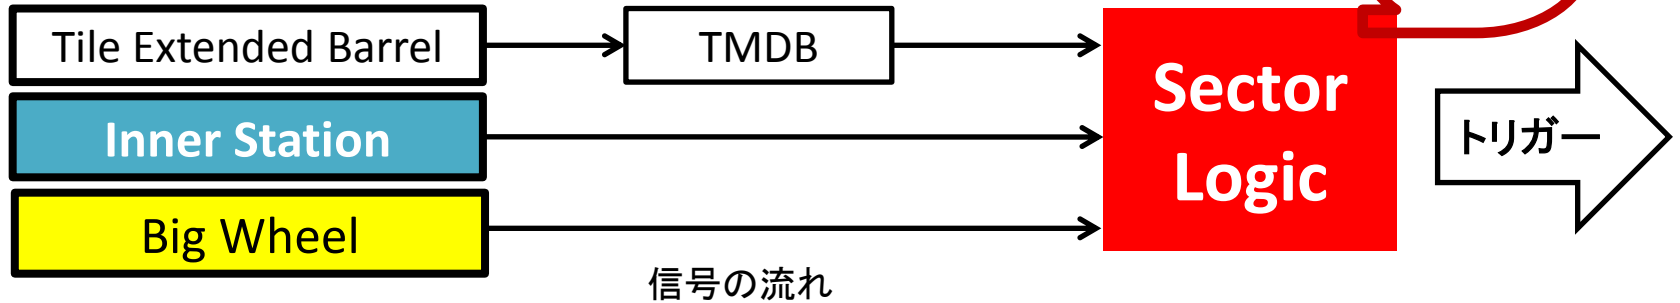 Tile Extended Barrel
TMDB
Inner Station
Big Wheel
Sector
Logic
トリガー
信号の流れ